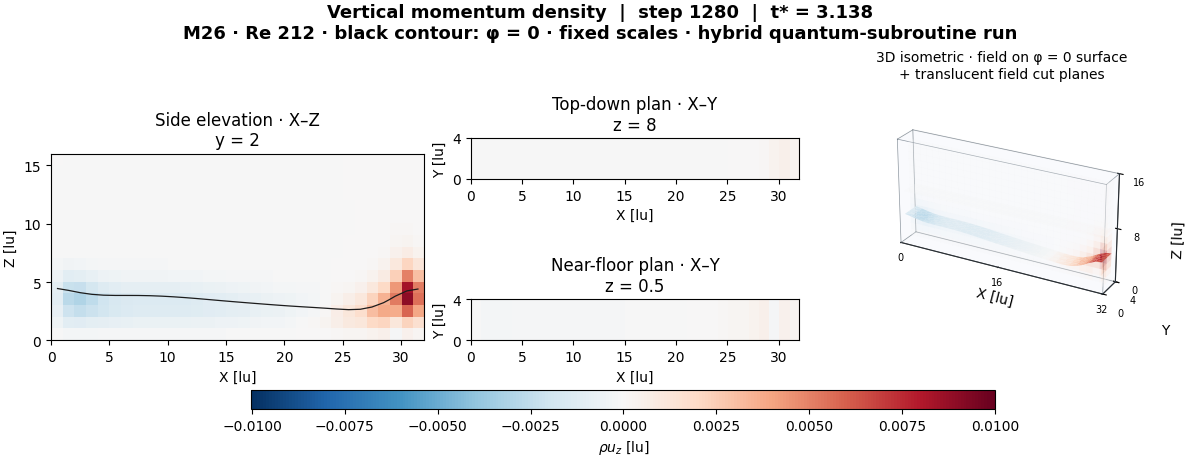 Vertical momentum density | step 1280 | t* = 3.138
M26 · Re 212 · black contour: φ = 0 · fixed scales · hybrid quantum-subroutine run
Side elevation · X–Z
y = 2
Z [lu]
15
10
5
0
0 5 10 15 20 25 30
X [lu]
Top-down plan · X–Y
z = 8
Y [lu]
4
0
0 5 10 15 20 25 30
X [lu]
Near-floor plan · X–Y
z = 0.5
Y [lu]
4
0
0 5 10 15 20 25 30
X [lu]
3D isometric · field on φ = 0 surface
+ translucent field cut planes
16
8
0
Z [lu]
0
16
32
X [lu]
4
0
Y
−0.0100 −0.0075 −0.0050 −0.0025 0.0000 0.0025 0.0050 0.0075 0.0100
ρu_z [lu]